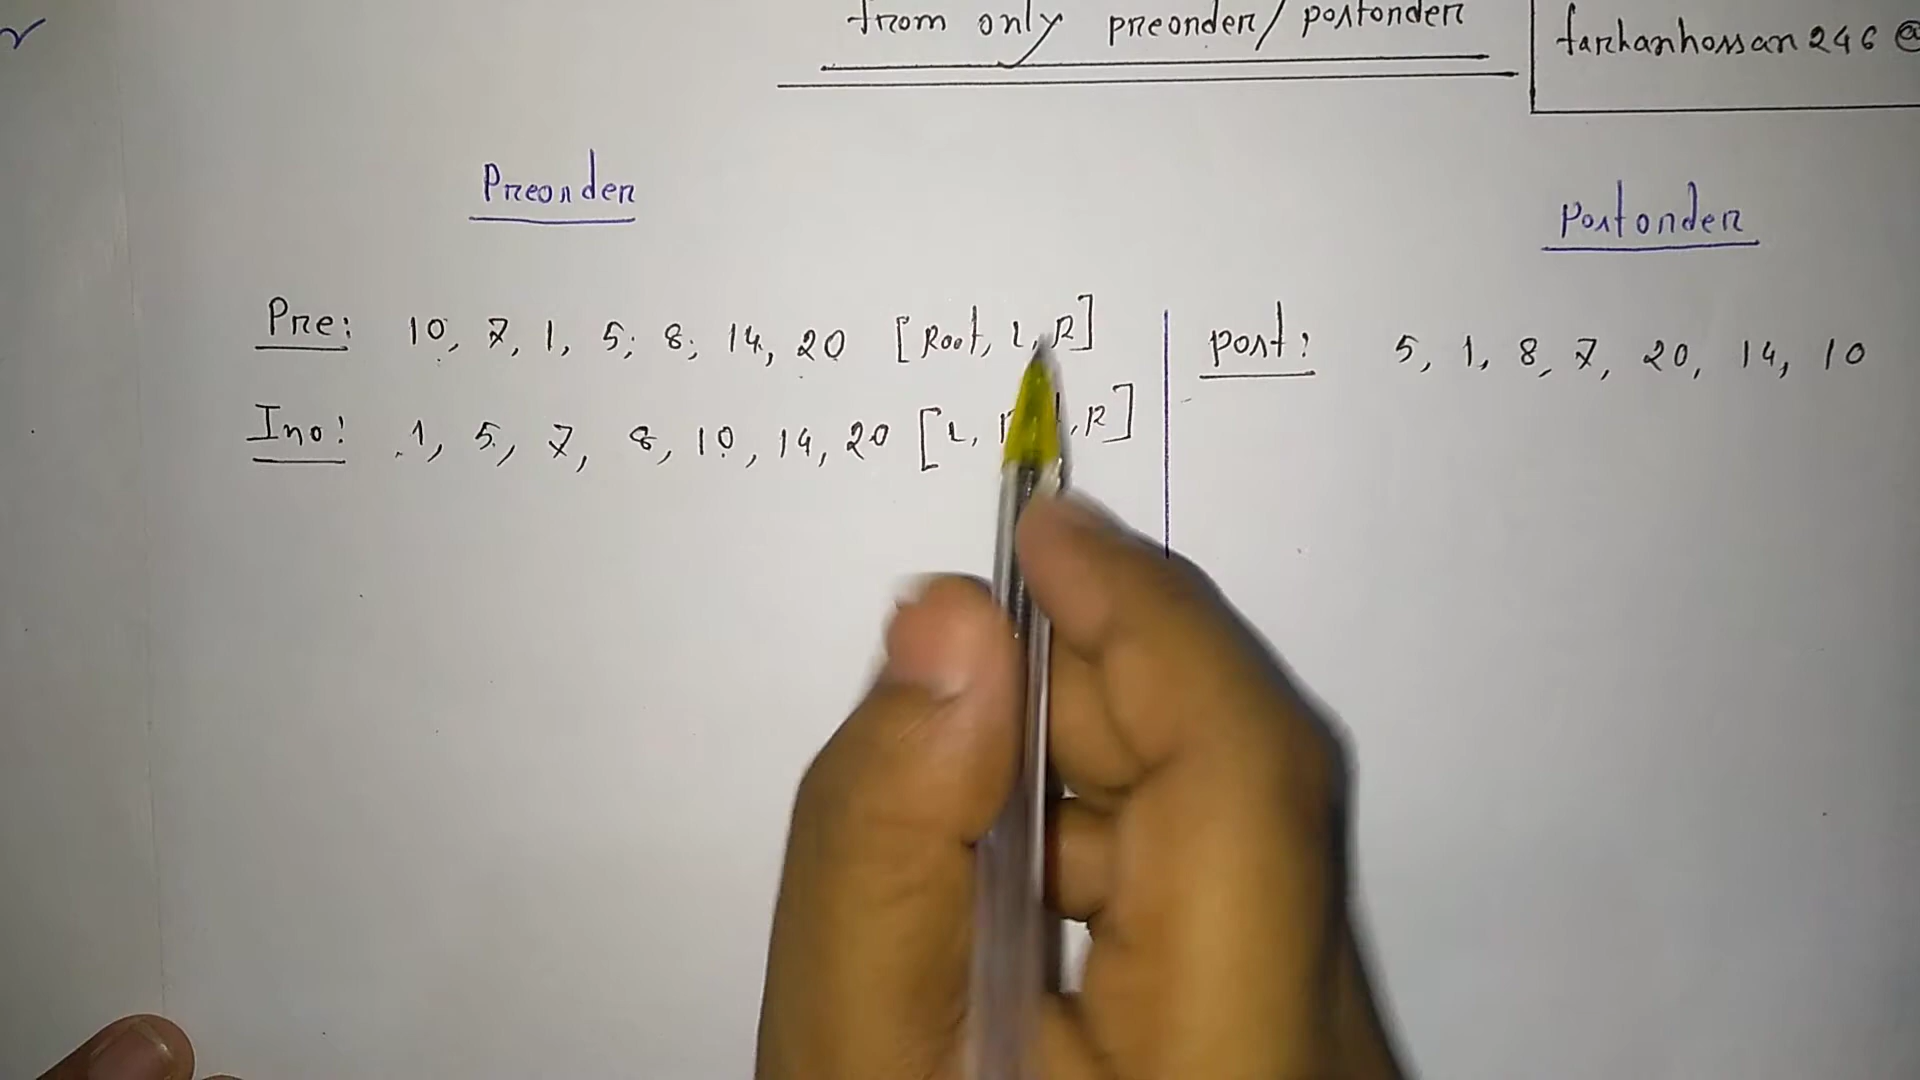 from only preorder/postorder
farhanhossan246@
Preorder
Postorder
Pre: 10, 7, 1, 5; 8; 14, 20 [Root, L, R]
post: 5, 1, 8, 7, 20, 14, 10
Ino: 1, 5, 7, 8, 10, 14, 20 [L, , R]